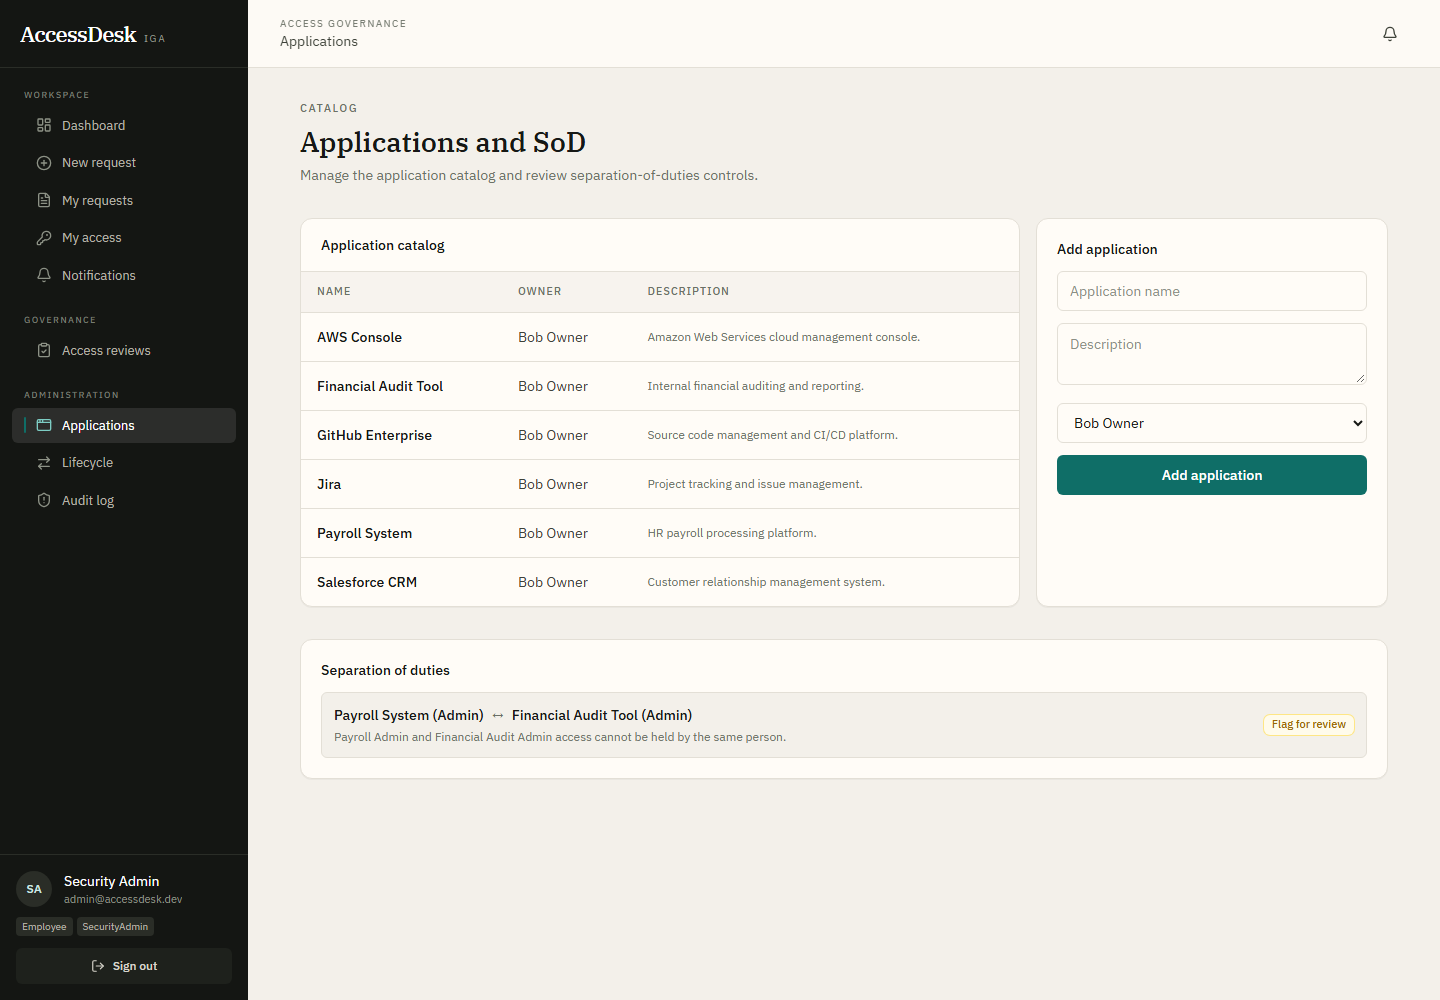 AccessDesk IGA
WORKSPACE
Dashboard
New request
My requests
My access
Notifications
GOVERNANCE
Access reviews
ADMINISTRATION
Applications
Lifecycle
Audit log
SA
Security Admin
admin@accessdesk.dev
Employee SecurityAdmin
Sign out
ACCESS GOVERNANCE
Applications
CATALOG
Applications and SoD
Manage the application catalog and review separation-of-duties controls.
Application catalog
NAME OWNER DESCRIPTION
AWS Console Bob Owner Amazon Web Services cloud management console.
Financial Audit Tool Bob Owner Internal financial auditing and reporting.
GitHub Enterprise Bob Owner Source code management and CI/CD platform.
Jira Bob Owner Project tracking and issue management.
Payroll System Bob Owner HR payroll processing platform.
Salesforce CRM Bob Owner Customer relationship management system.
Add application
Application name
Description
Bob Owner
Add application
Separation of duties
Payroll System (Admin) ↔ Financial Audit Tool (Admin)
Payroll Admin and Financial Audit Admin access cannot be held by the same person.
Flag for review